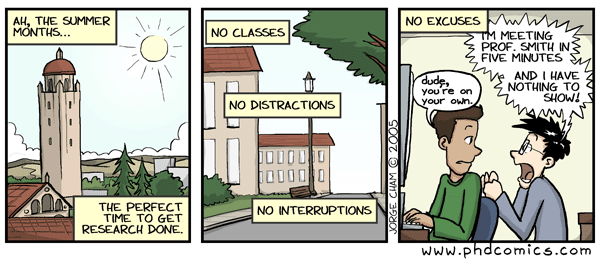 AH, THE SUMMER
MONTHS...
THE PERFECT
TIME TO GET
RESEARCH DONE.
NO CLASSES
NO DISTRACTIONS
NO INTERRUPTIONS
JORGE CHAM © 2005
NO EXCUSES
I'M MEETING
PROF. SMITH IN
FIVE MINUTES
AND I HAVE
NOTHING TO
SHOW!
dude,
you're on
your own.
www.phdcomics.com